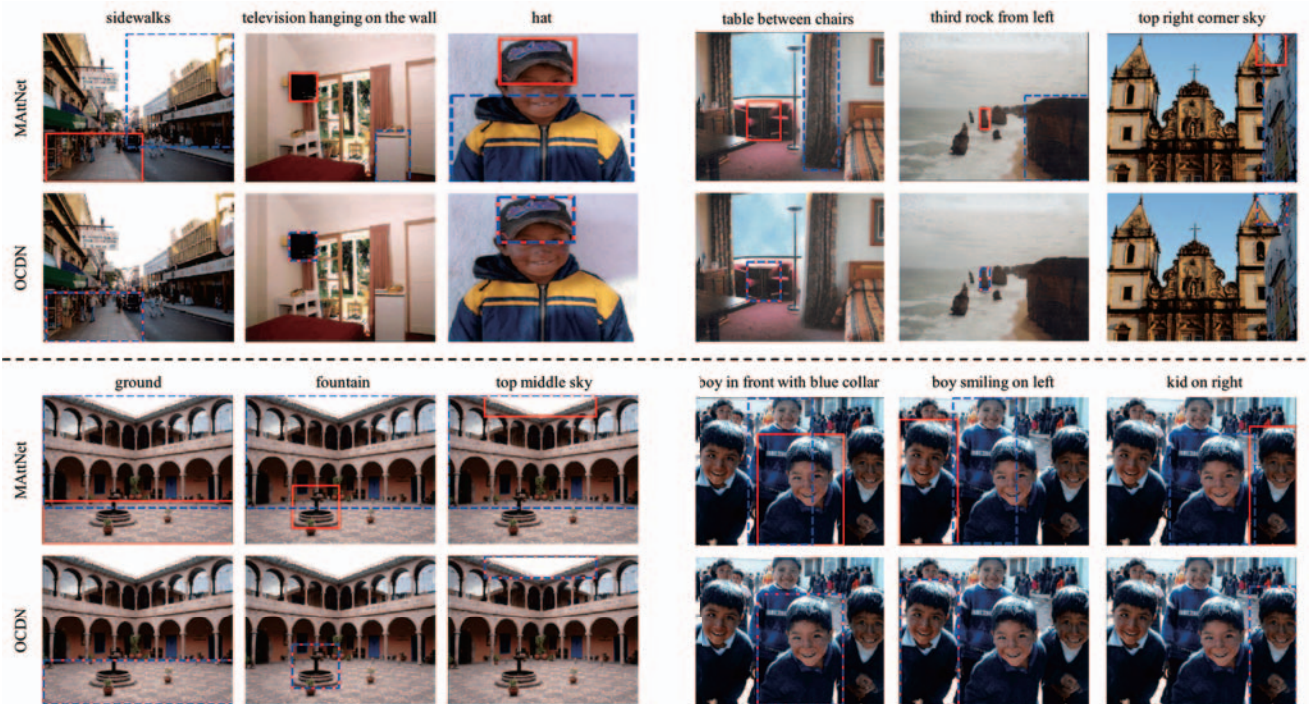 sidewalks
television hanging on the wall
hat
table between chairs
third rock from left
top right corner sky
MAttNet
OCDN
ground
fountain
top middle sky
boy in front with blue collar
boy smiling on left
kid on right
MAttNet
OCDN